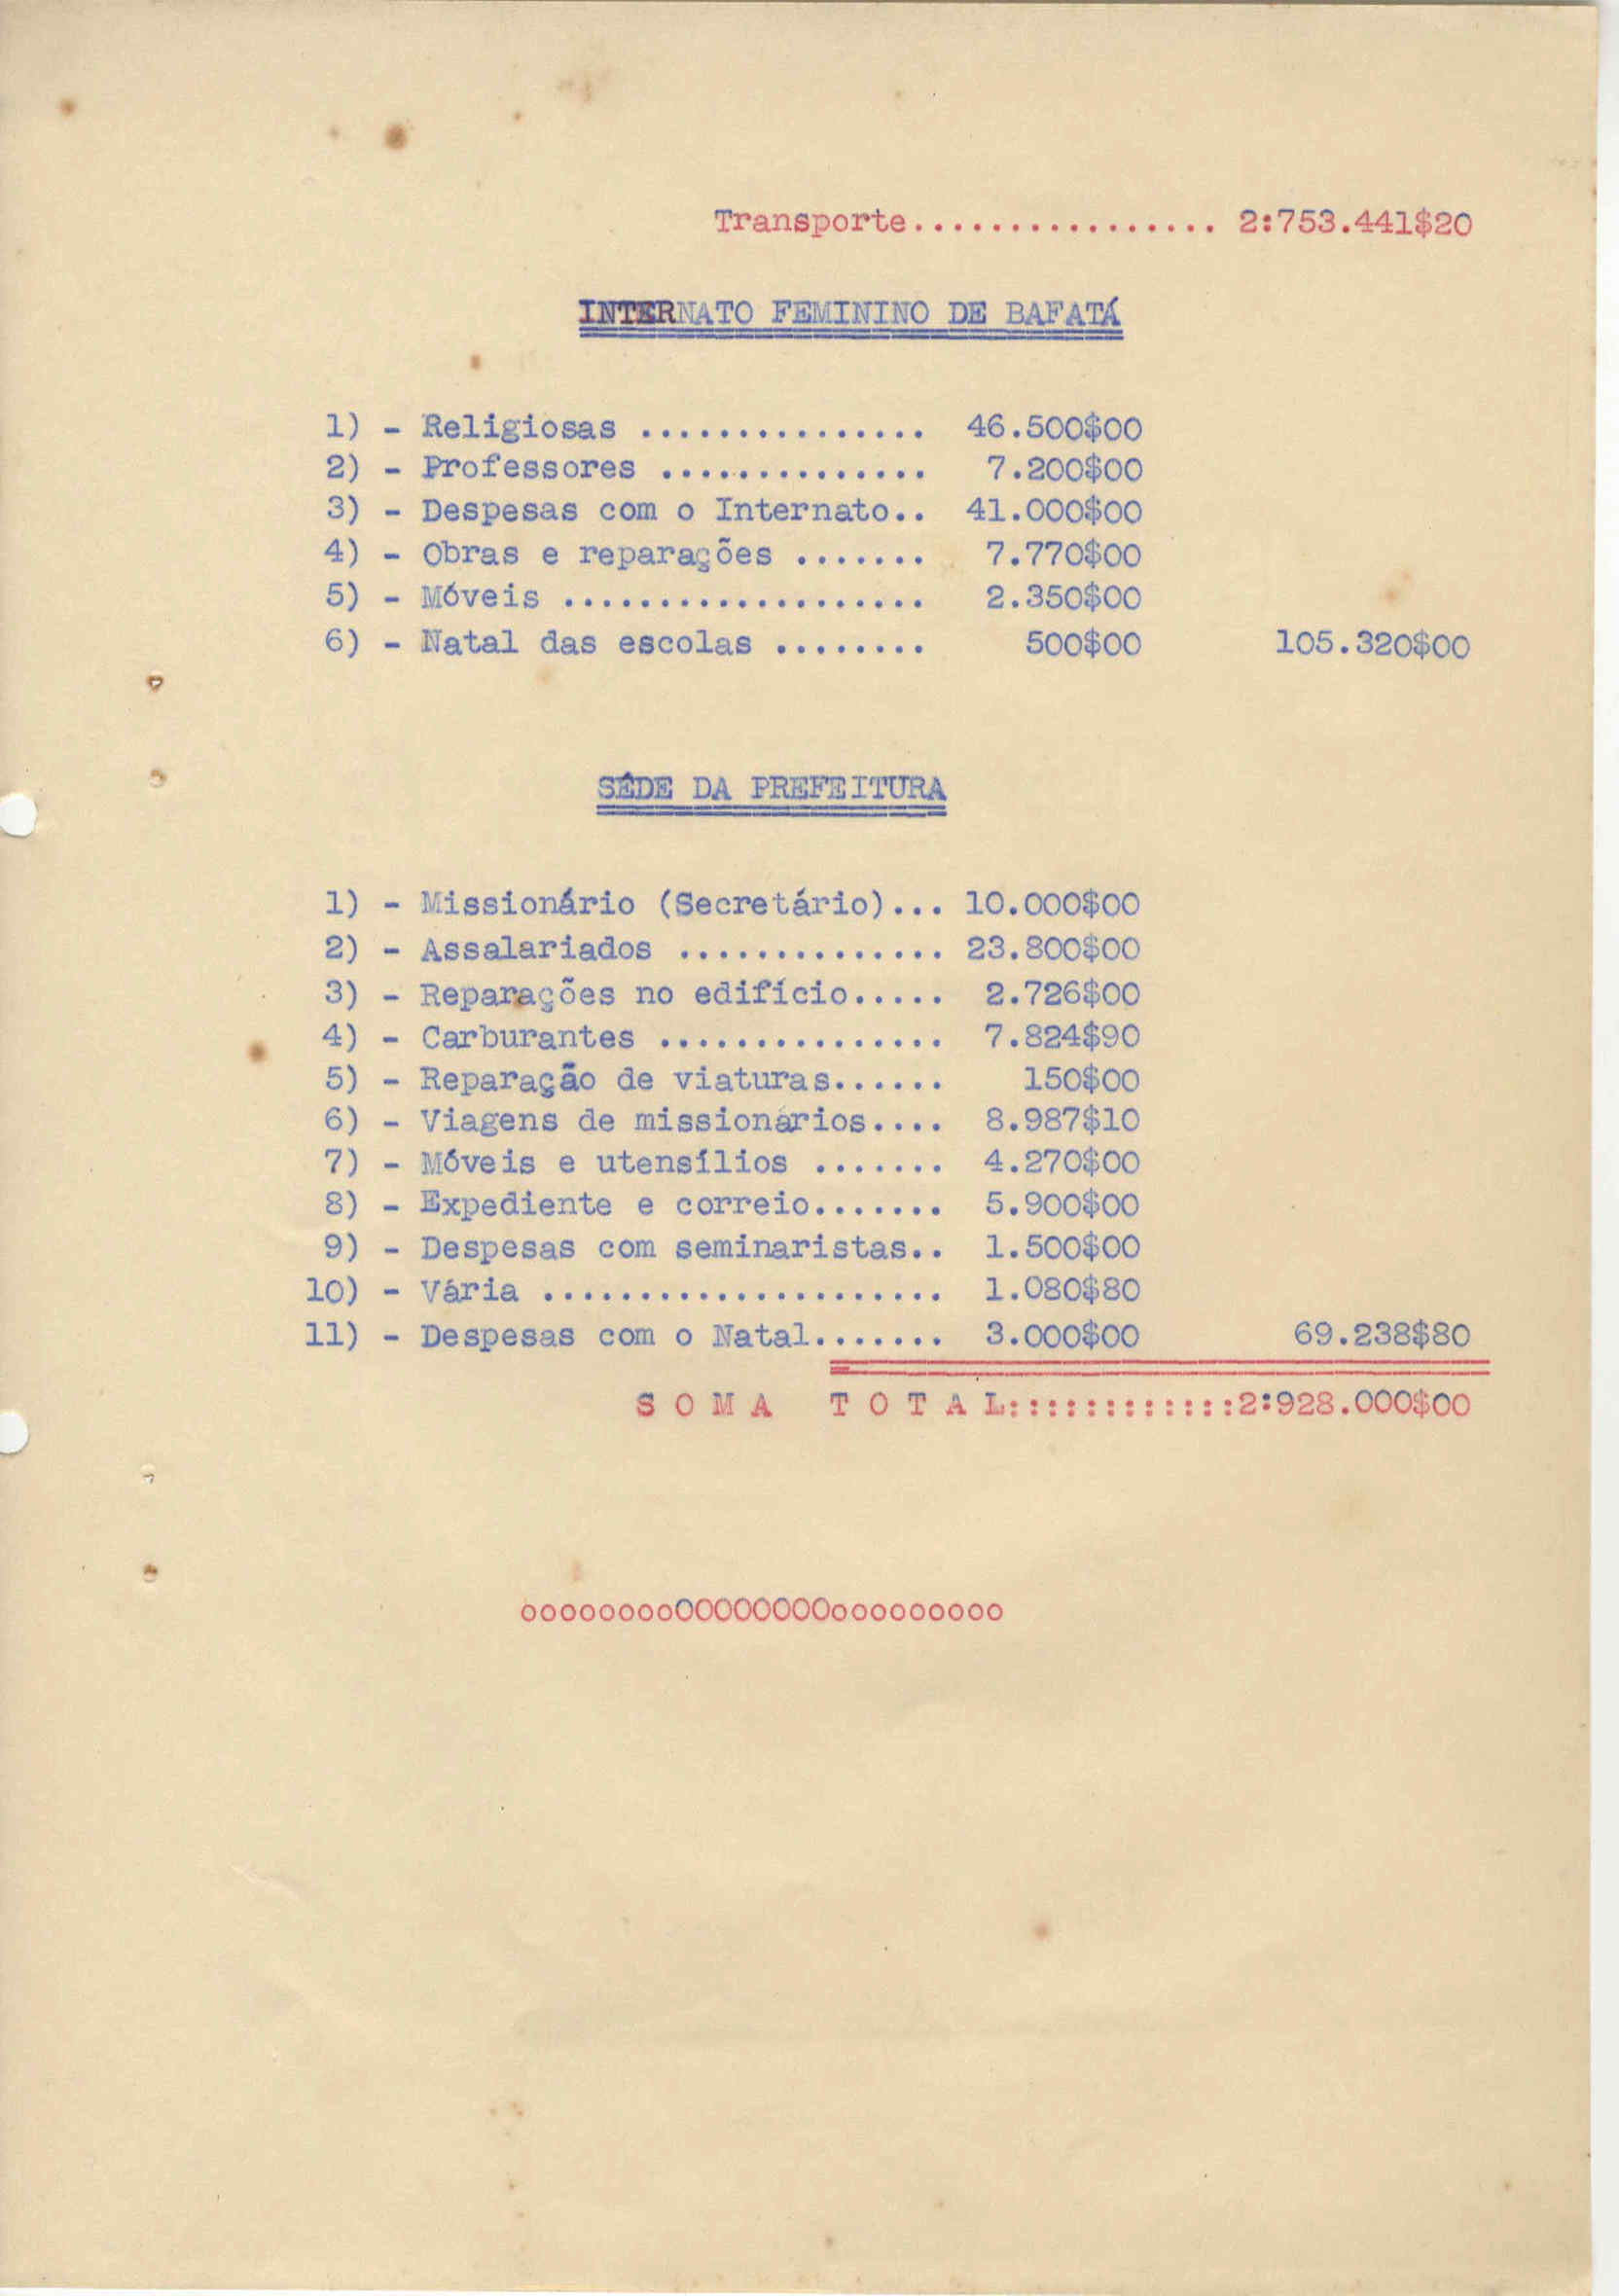 Transporte................ 2:753.441$20
INTERNATO FEMININO DE BAFATÁ
1) - Religiosas ............... 46.500$00
2) - Professores .............. 7.200$00
3) - Despesas com o Internato.. 41.000$00
4) - Obras e reparações ....... 7.770$00
5) - Móveis ................... 2.350$00
6) - Natal das escolas ........ 500$00 105.320$00
SÉDE DA PREFEITURA
1) - Missionário (Secretário)... 10.000$00
2) - Assalariados .............. 23.800$00
3) - Reparações no edifício..... 2.726$00
4) - Carburantes ............... 7.824$90
5) - Reparação de viaturas...... 150$00
6) - Viagens de missionários.... 8.987$10
7) - Móveis e utensílios ....... 4.270$00
8) - Expediente e correio....... 5.900$00
9) - Despesas com seminaristas.. 1.500$00
10) - Vária ..................... 1.080$80
11) - Despesas com o Natal....... 3.000$00 69.238$80
S O M A T O T A L::::::::::::2:928.000$00
ooooooooOOOOOOOOooooooooo